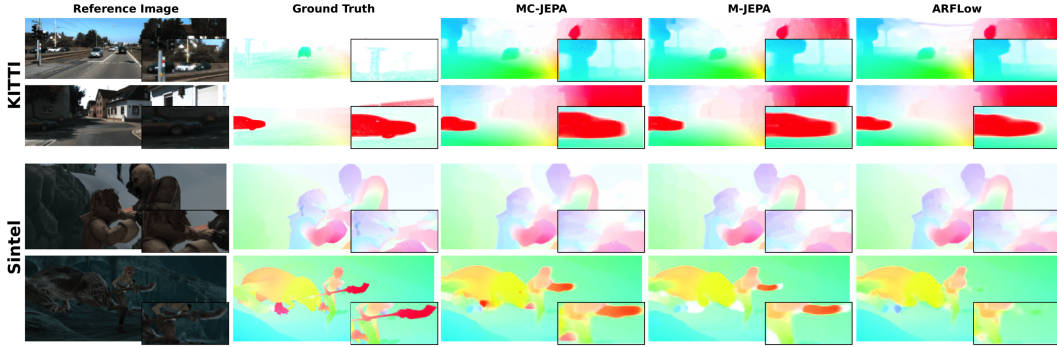 Reference Image Ground Truth MC-JEPA M-JEPA ARFLow
KITTI
Sintel